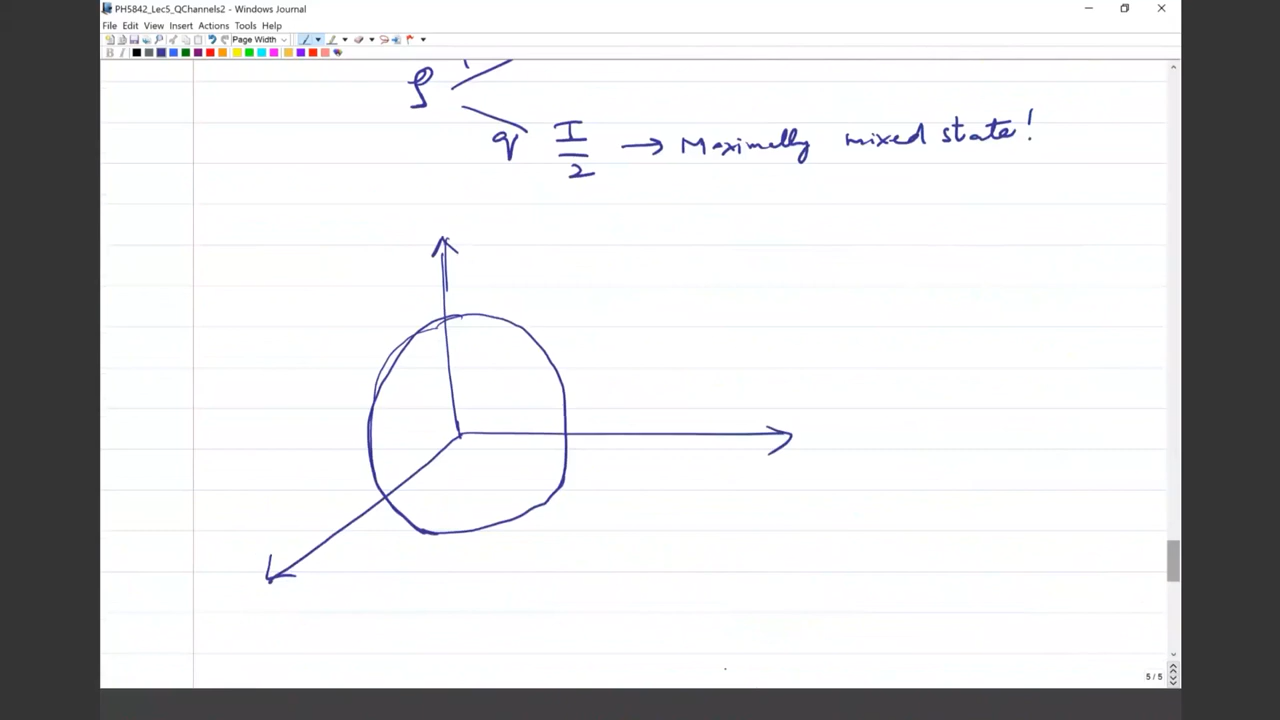 PH5842_Lec5_QChannels2 - Windows Journal
File Edit View Insert Actions Tools Help
Page Width
B I
ρ
q I/2 → Maximally mixed state!
5 / 5